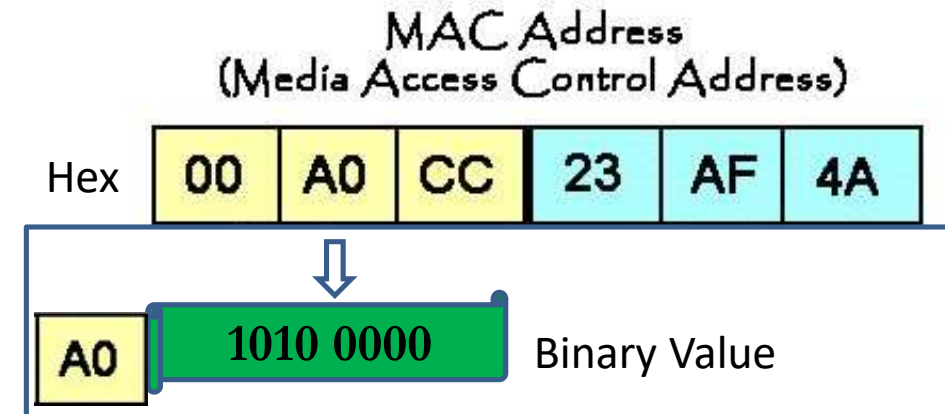 MAC Address
(Media Access Control Address)
Hex 00 A0 CC 23 AF 4A
A0 1010 0000 Binary Value